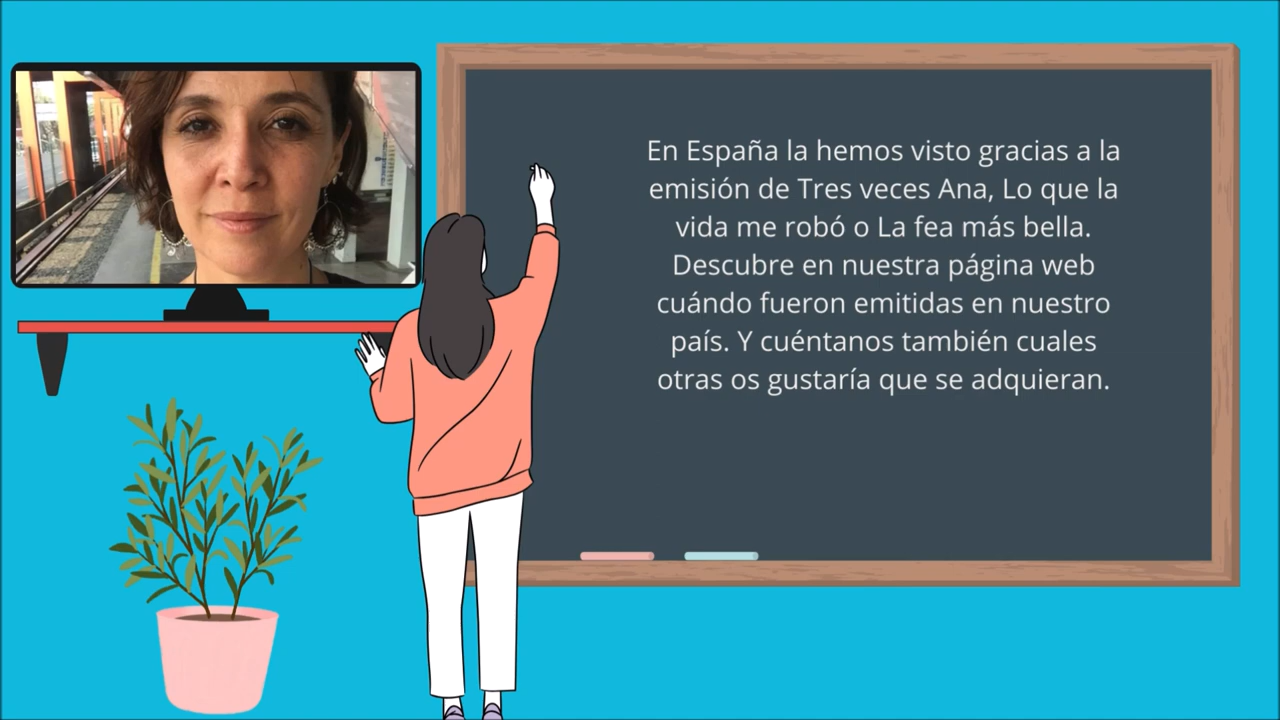 En España la hemos visto gracias a la
emisión de Tres veces Ana, Lo que la
vida me robó o La fea más bella.
Descubre en nuestra página web
cuándo fueron emitidas en nuestro
país. Y cuéntanos también cuales
otras os gustaría que se adquieran.